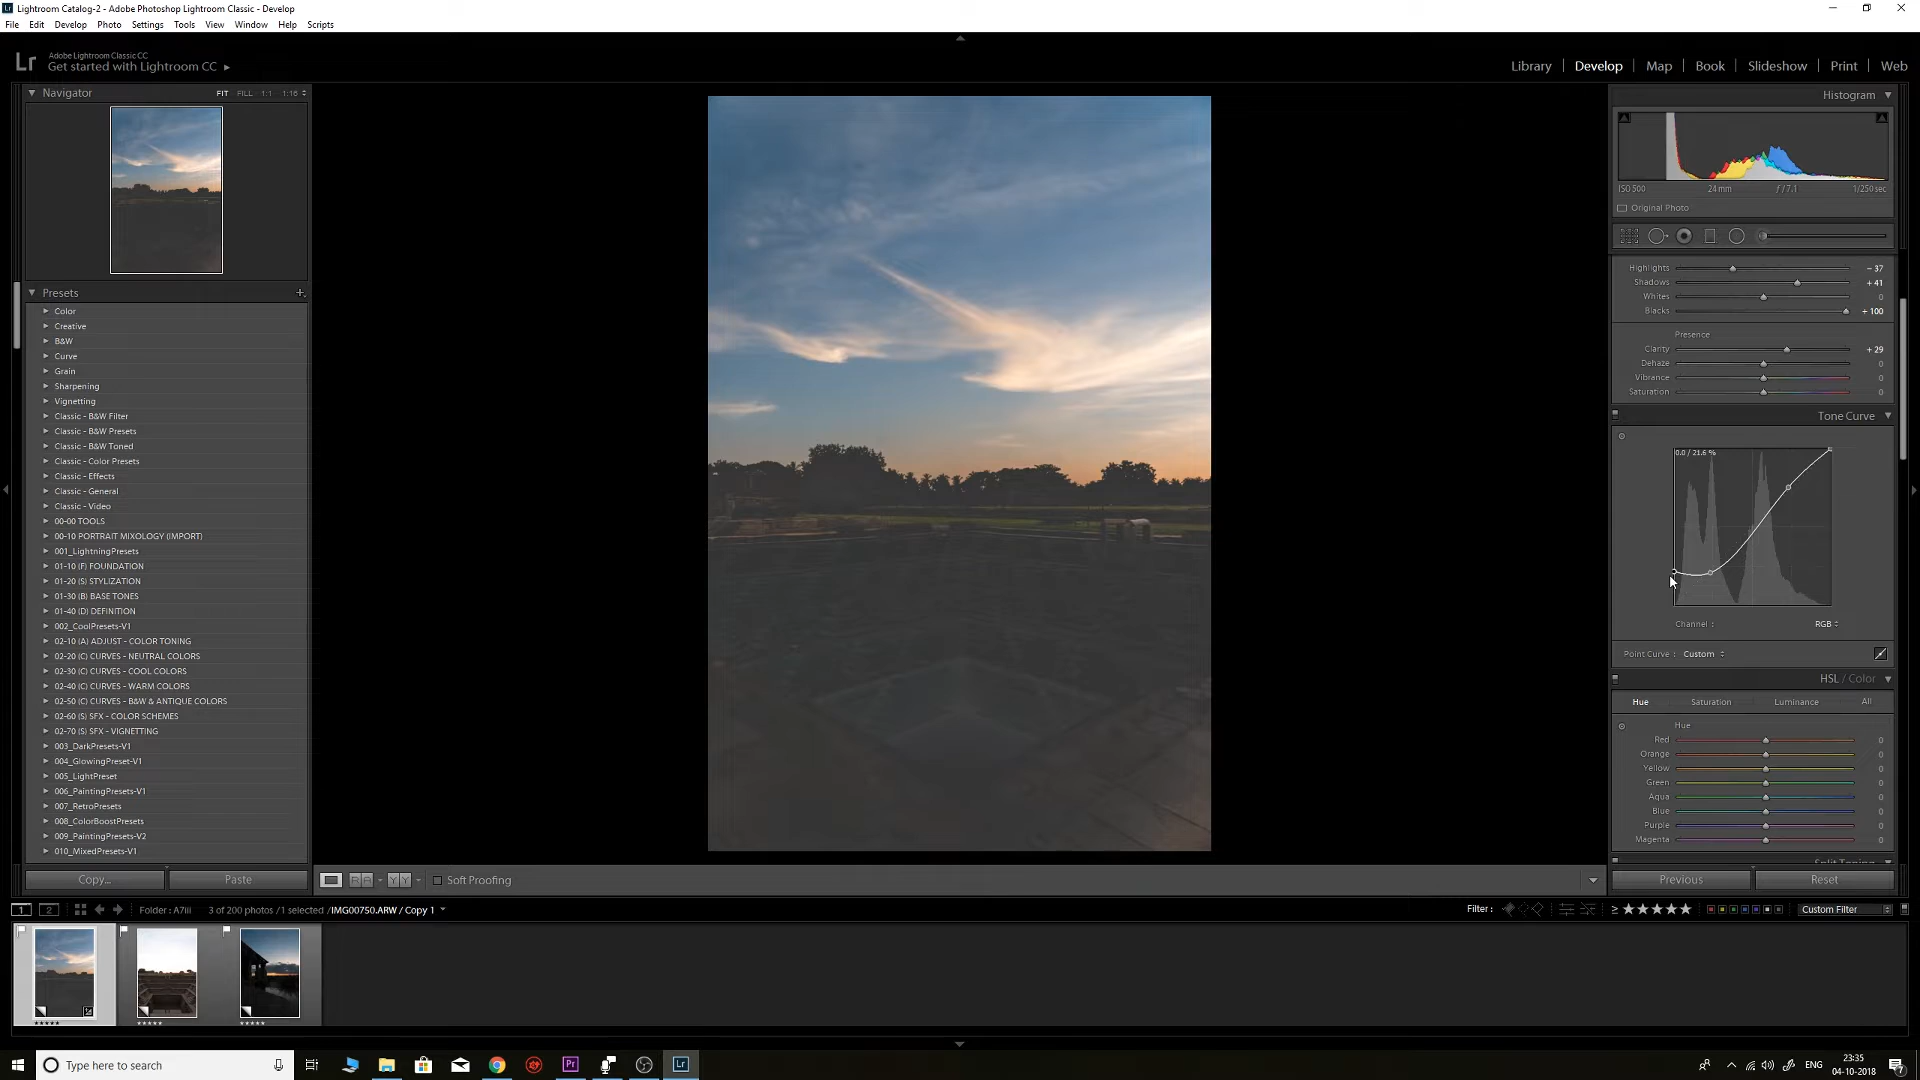 Lightroom Catalog-2 - Adobe Photoshop Lightroom Classic - Develop
File Edit Develop Photo Settings Tools View Window Help Scripts
Lr Adobe Lightroom Classic CC
Get started with Lightroom CC
Library | Develop | Map | Book | Slideshow | Print | Web
Navigator FIT FILL 1:1 1:16
Presets +
Color
Creative
B&W
Curve
Grain
Sharpening
Vignetting
Classic - B&W Filter
Classic - B&W Presets
Classic - B&W Toned
Classic - Color Presets
Classic - Effects
Classic - General
Classic - Video
00-00 TOOLS
00-10 PORTRAIT MIXOLOGY (IMPORT)
001_LightningPresets
01-10 (F) FOUNDATION
01-20 (S) STYLIZATION
01-30 (B) BASE TONES
01-40 (D) DEFINITION
002_CoolPresets-V1
02-10 (A) ADJUST - COLOR TONING
02-20 (C) CURVES - NEUTRAL COLORS
02-30 (C) CURVES - COOL COLORS
02-40 (C) CURVES - WARM COLORS
02-50 (C) CURVES - B&W & ANTIQUE COLORS
02-60 (S) SFX - COLOR SCHEMES
02-70 (S) SFX - VIGNETTING
003_DarkPresets-V1
004_GlowingPreset-V1
005_LightPreset
006_PaintingPresets-V1
007_RetroPresets
008_ColorBoostPresets
009_PaintingPresets-V2
010_MixedPresets-V1
Copy... Paste
Soft Proofing
Histogram
ISO 500 24 mm ƒ / 7.1 1/250 sec
Original Photo
Highlights - 37
Shadows + 41
Whites 0
Blacks + 100
Presence
Clarity + 29
Dehaze 0
Vibrance 0
Saturation 0
Tone Curve
0.0 / 21.6 %
Channel : RGB
Point Curve : Custom
HSL / Color
Hue Saturation Luminance All
Hue
Red 0
Orange 0
Yellow 0
Green 0
Aqua 0
Blue 0
Purple 0
Magenta 0
Split Toning
Previous Reset
1 2 Folder : A7iii 3 of 200 photos / 1 selected / IMG00750.ARW / Copy 1
Filter : ≥ ★★★★★ Custom Filter
Type here to search
Pr Lr
ENG
23:35
04-10-2018
7